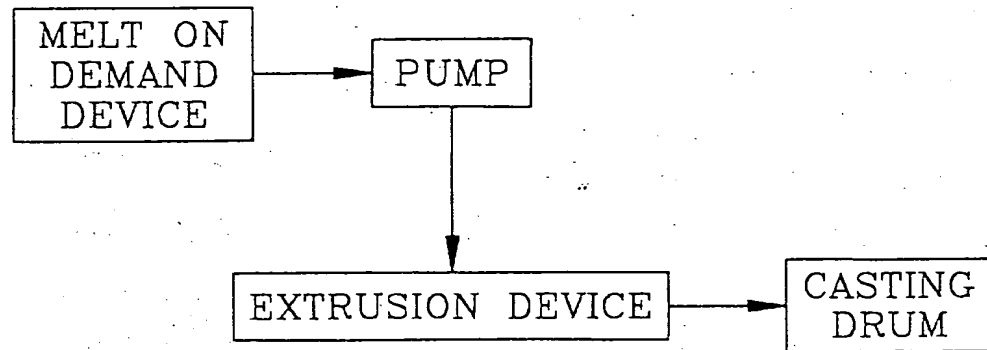 MELT ON
DEMAND
DEVICE
PUMP
EXTRUSION DEVICE
CASTING
DRUM